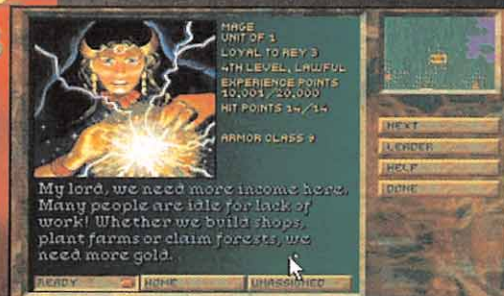 MAGE
UNIT OF 1
LOYAL TO REY 3
4TH LEVEL, LAWFUL
EXPERIENCE POINTS
10,001/20,000
HIT POINTS 14/14
ARMOR CLASS 9
My lord, we need more income here.
Many people are idle for lack of
work! Whether we build shops,
plant farms or claim forests, we
need more gold.
READY
HOME
UNASSIGNED
NEXT
LEADER
HELP
DONE